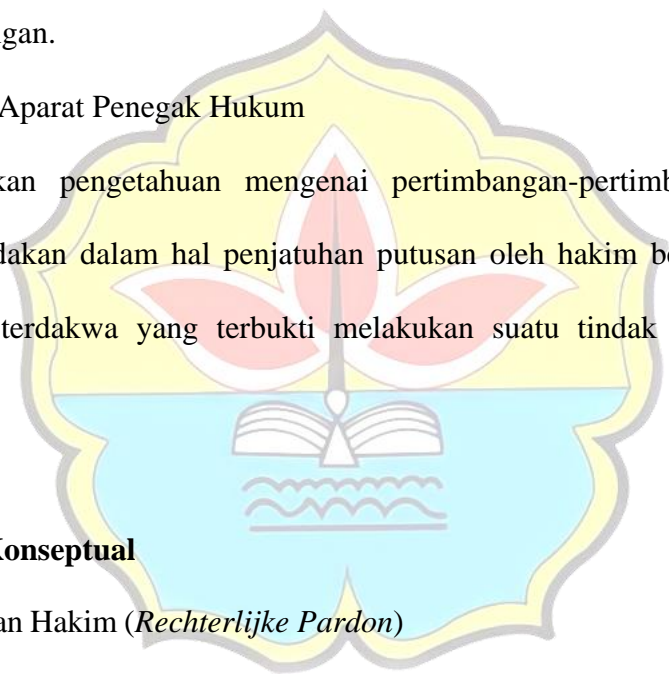 ngan.
Aparat Penegak Hukum
kan pengetahuan mengenai pertimbangan-pertimb
dakan dalam hal penjatuhan putusan oleh hakim be
terdakwa yang terbukti melakukan suatu tindak
Konseptual
an Hakim (Rechterlijke Pardon)